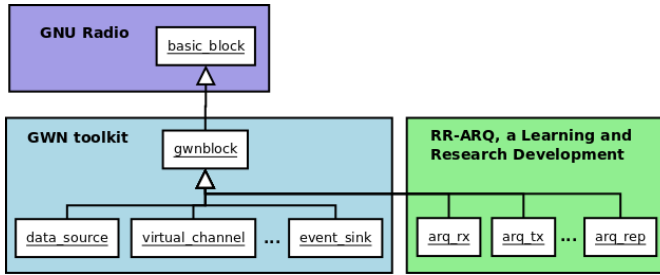 GNU Radio
basic_block
GWN toolkit
gwnblock
RR-ARQ, a Learning and
Research Development
data_source
virtual_channel
...
event_sink
arq_rx
arq_tx
...
arq_rep